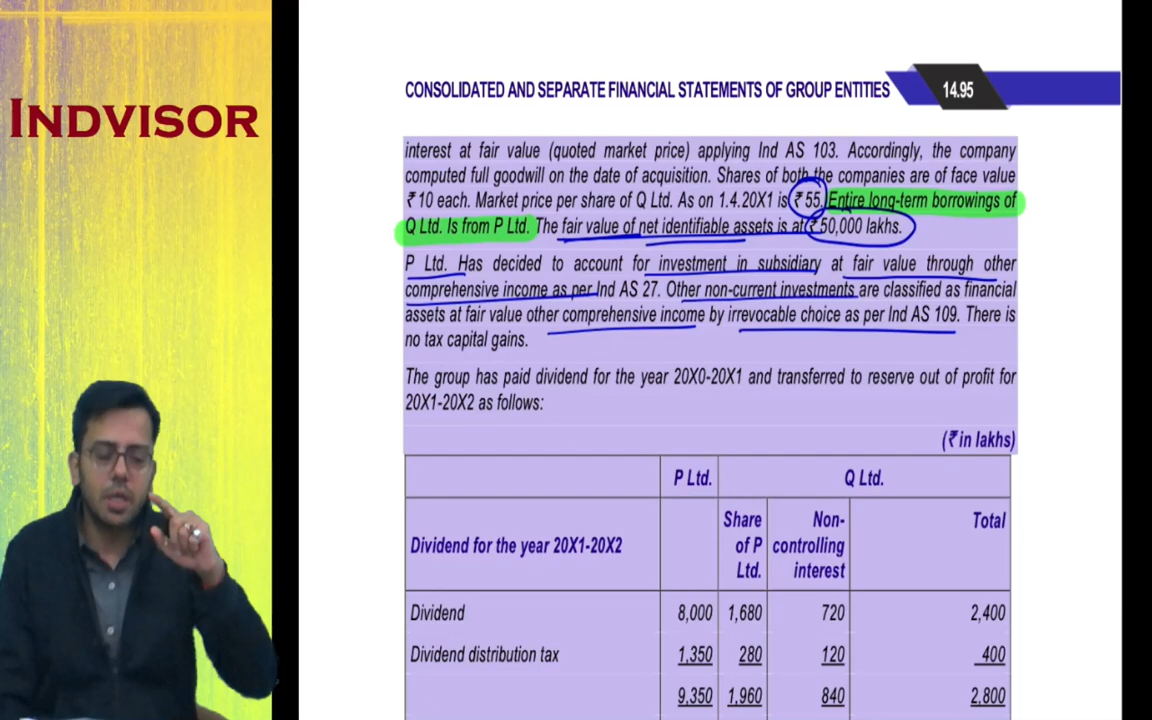 INDVISOR
CONSOLIDATED AND SEPARATE FINANCIAL STATEMENTS OF GROUP ENTITIES 14.95
interest at fair value (quoted market price) applying Ind AS 103. Accordingly, the company
computed full goodwill on the date of acquisition. Shares of both the companies are of face value
₹ 10 each. Market price per share of Q Ltd. As on 1.4.20X1 is ₹ 55. Entire long-term borrowings of
Q Ltd. Is from P Ltd. The fair value of net identifiable assets is at ₹ 50,000 lakhs.
P Ltd. Has decided to account for investment in subsidiary at fair value through other
comprehensive income as per Ind AS 27. Other non-current investments are classified as financial
assets at fair value other comprehensive income by irrevocable choice as per Ind AS 109. There is
no tax capital gains.
The group has paid dividend for the year 20X0-20X1 and transferred to reserve out of profit for
20X1-20X2 as follows:
(₹ in lakhs)
P Ltd. Q Ltd.
Dividend for the year 20X1-20X2 Share of P Ltd. Non-controlling interest Total
Dividend 8,000 1,680 720 2,400
Dividend distribution tax 1,350 280 120 400
9,350 1,960 840 2,800